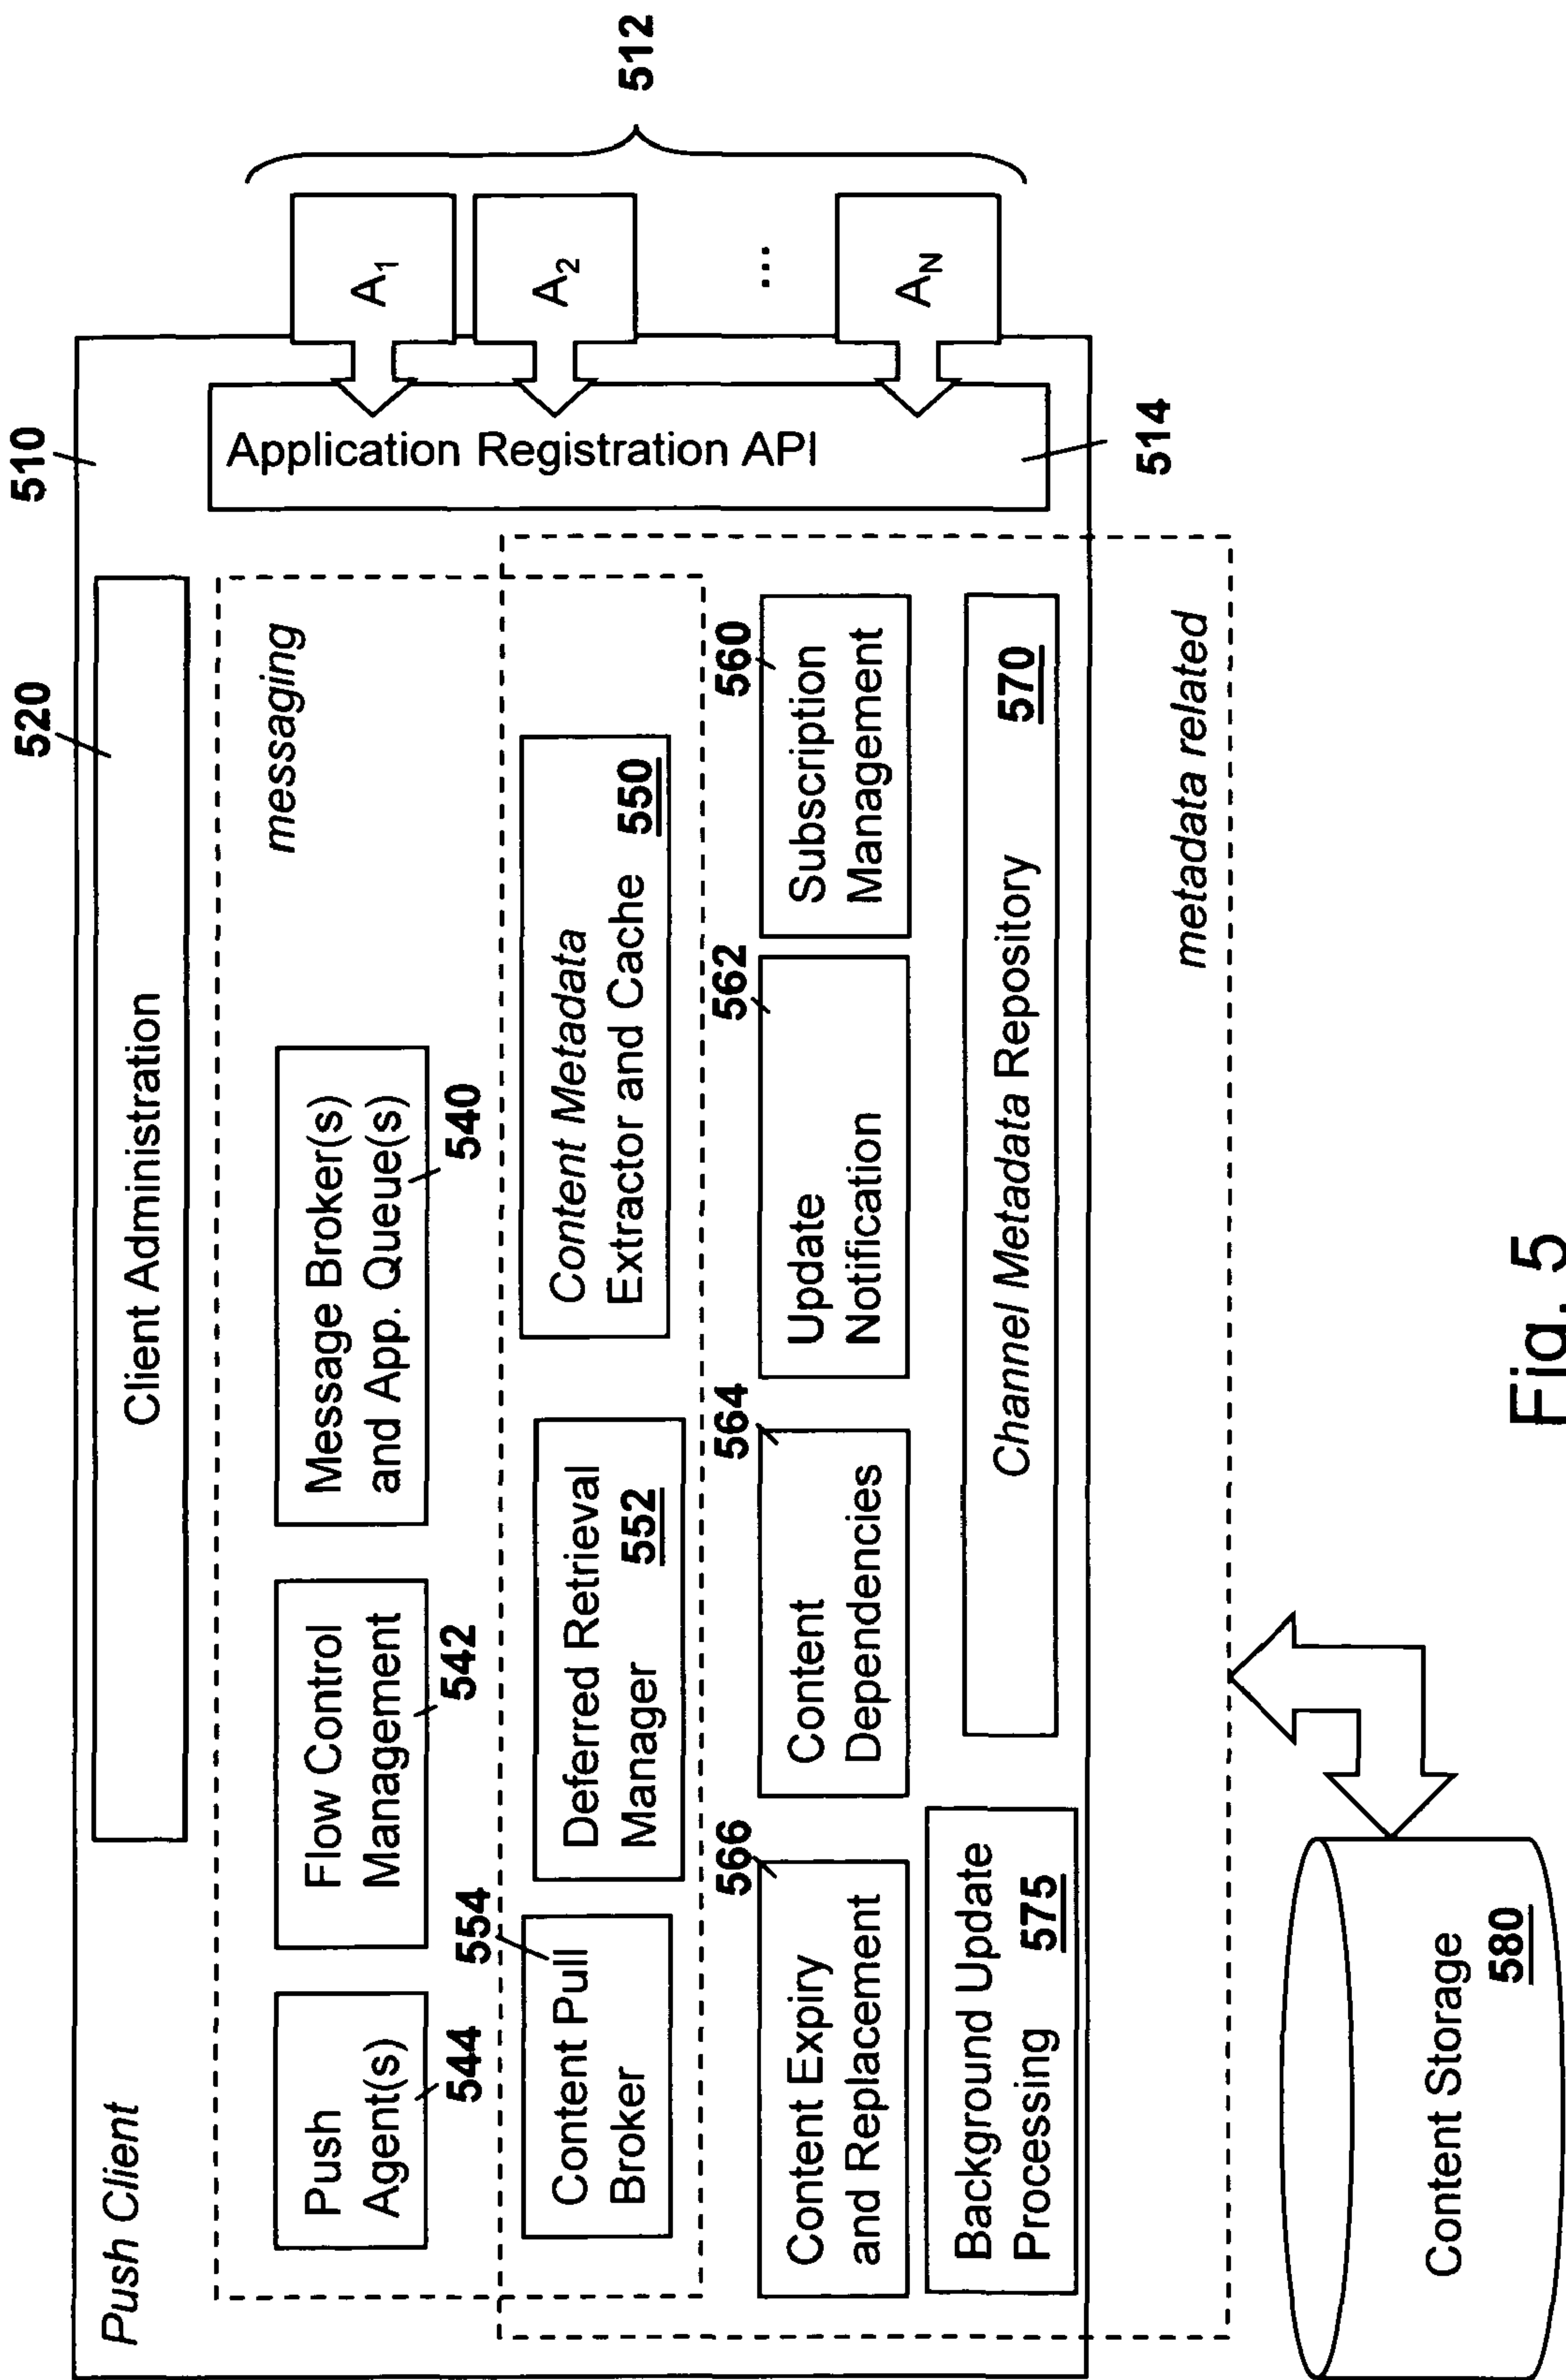 Push Client
510
520
Client Administration
messaging
Push
Agent(s)
544
Flow Control
Management
542
Message Broker(s)
and App. Queue(s)
540
554
Content Pull
Broker
Deferred Retrieval
Manager
552
Content Metadata
Extractor and Cache
550
566
Content Expiry
and Replacement
564
Content
Dependencies
562
Update
Notification
560
Subscription
Management
Background Update
Processing
575
Channel Metadata Repository
570
metadata related
Application Registration API
514
A1
A2
...
AN
512
Content Storage
580
Fig. 5